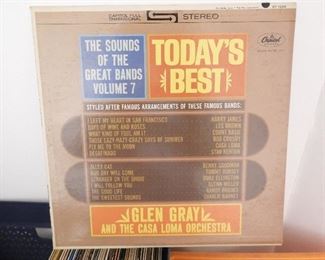 CAPITOL FULL DIMENSIONAL STEREO
Capitol
THE SOUNDS OF
THE GREAT BANDS
VOLUME 7
TODAY'S
BEST
STYLED AFTER FAMOUS ARRANGEMENTS OF THESE FAMOUS BANDS:
I LEFT MY HEART IN SAN FRANCISCO HARRY JAMES
DAYS OF WINE AND ROSES LES BROWN
WHAT KIND OF FOOL AM I COUNT BASIE
THOSE LAZY-HAZY-CRAZY DAYS OF SUMMER BOB CROSBY
FLY ME TO THE MOON CASA LOMA
DESAFINADO STAN KENTON
ALLEY CAT BENNY GOODMAN
OUR DAY WILL COME TOMMY DORSEY
STRANGER ON THE SHORE DUKE ELLINGTON
I WILL FOLLOW YOU GLENN MILLER
THE GOOD LIFE RANDY BROOKS
THE SWEETEST SOUNDS CHARLIE BARNET
GLEN GRAY
AND THE CASA LOMA ORCHESTRA